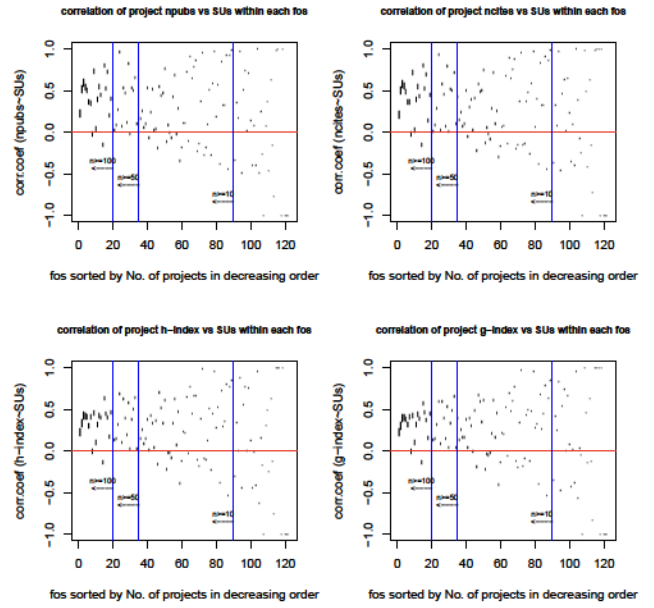 correlation of project npubs vs SUs within each fos
corr.coef (npubs~SUs)
1.0
0.5
0.0
−0.5
−1.0
n>=100
n>=50
n>=10
0 20 40 60 80 100 120
fos sorted by No. of projects in decreasing order
correlation of project ncites vs SUs within each fos
corr.coef (ncites~SUs)
1.0
0.5
0.0
−0.5
−1.0
n>=100
n>=50
n>=10
0 20 40 60 80 100 120
fos sorted by No. of projects in decreasing order
correlation of project h−index vs SUs within each fos
corr.coef (h−index~SUs)
1.0
0.5
0.0
−0.5
−1.0
n>=100
n>=50
n>=10
0 20 40 60 80 100 120
fos sorted by No. of projects in decreasing order
correlation of project g−index vs SUs within each fos
corr.coef (g−index~SUs)
1.0
0.5
0.0
−0.5
−1.0
n>=100
n>=50
n>=10
0 20 40 60 80 100 120
fos sorted by No. of projects in decreasing order